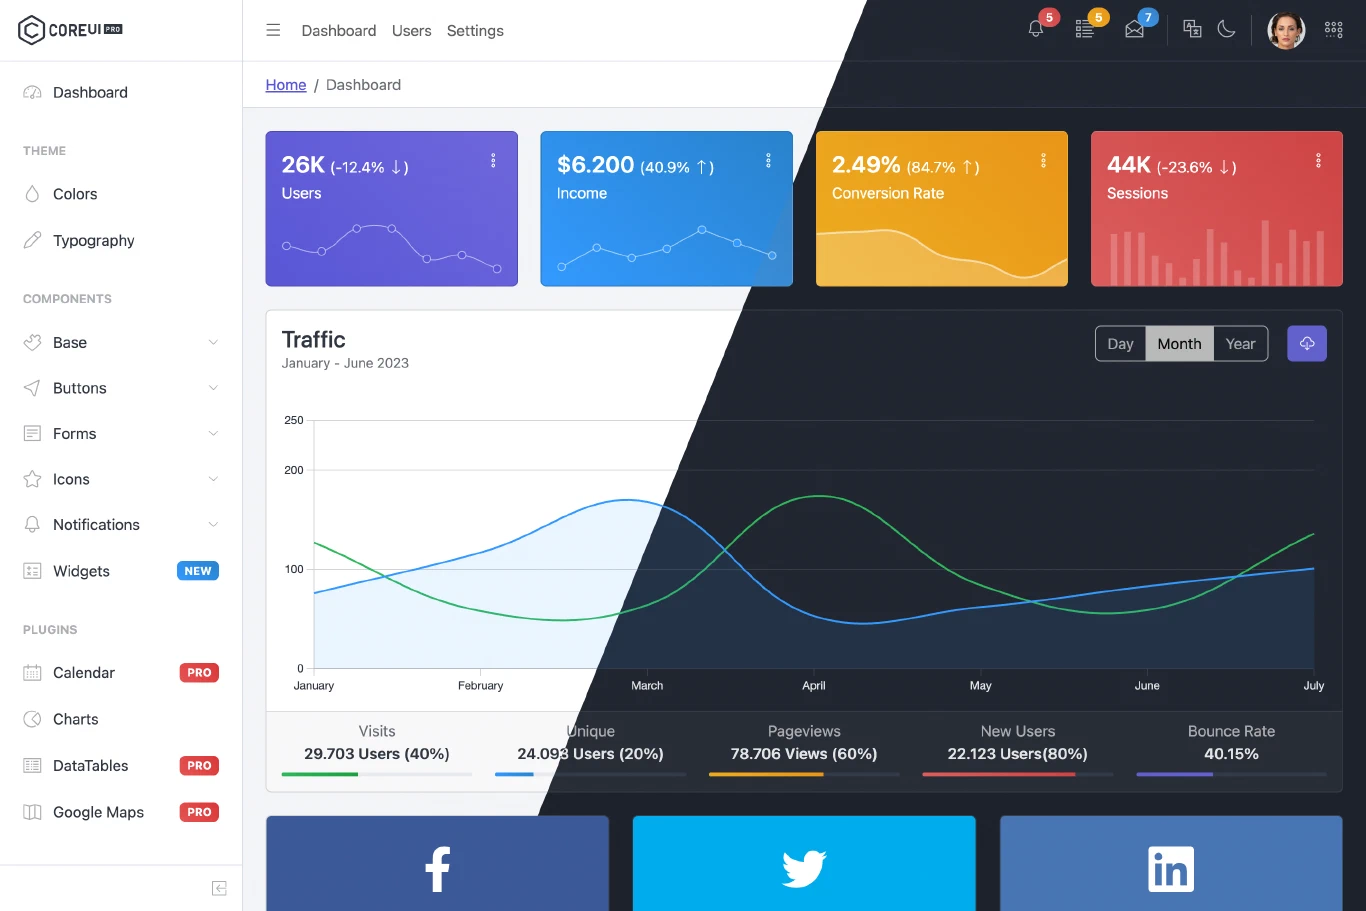 COREUI PRO
Dashboard Users Settings
5 5 7
Home / Dashboard
Dashboard
THEME
Colors
Typography
COMPONENTS
Base
Buttons
Forms
Icons
Notifications
Widgets NEW
PLUGINS
Calendar PRO
Charts
DataTables PRO
Google Maps PRO
26K (-12.4% ↓)
Users
$6.200 (40.9% ↑)
Income
2.49% (84.7% ↑)
Conversion Rate
44K (-23.6% ↓)
Sessions
Traffic
January - June 2023
Day Month Year
250
200
100
0
January February March April May June July
Visits
29.703 Users (40%)
Unique
24.093 Users (20%)
Pageviews
78.706 Views (60%)
New Users
22.123 Users(80%)
Bounce Rate
40.15%
f
in